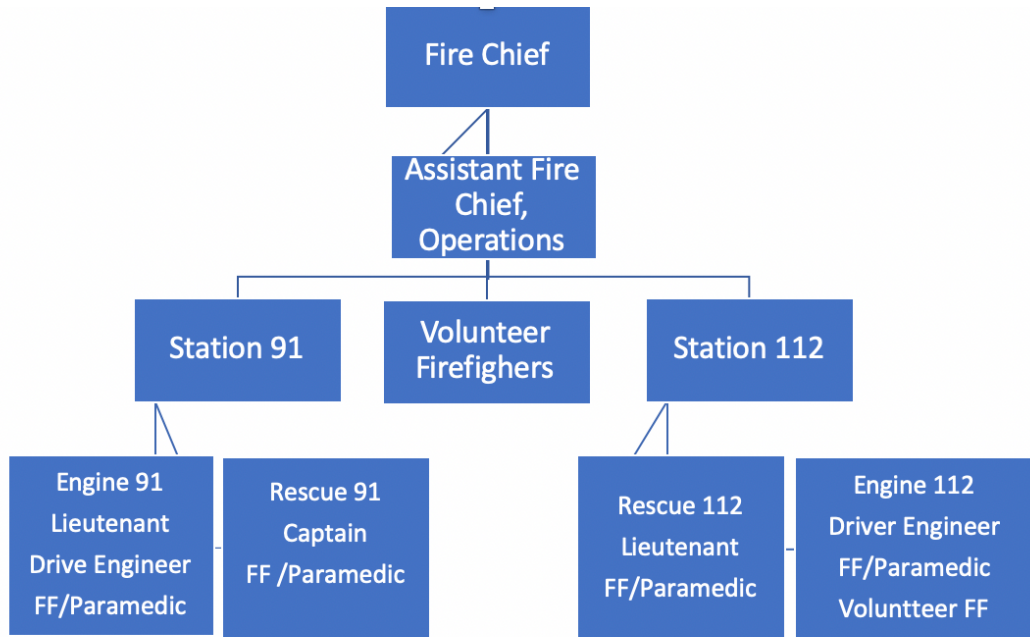 Fire Chief
Assistant Fire
Chief,
Operations
Station 91
Volunteer
Firefighers
Station 112
Engine 91
Lieutenant
Drive Engineer
FF/Paramedic
Rescue 91
Captain
FF /Paramedic
Rescue 112
Lieutenant
FF/Paramedic
Engine 112
Driver Engineer
FF/Paramedic
Voluntteer FF